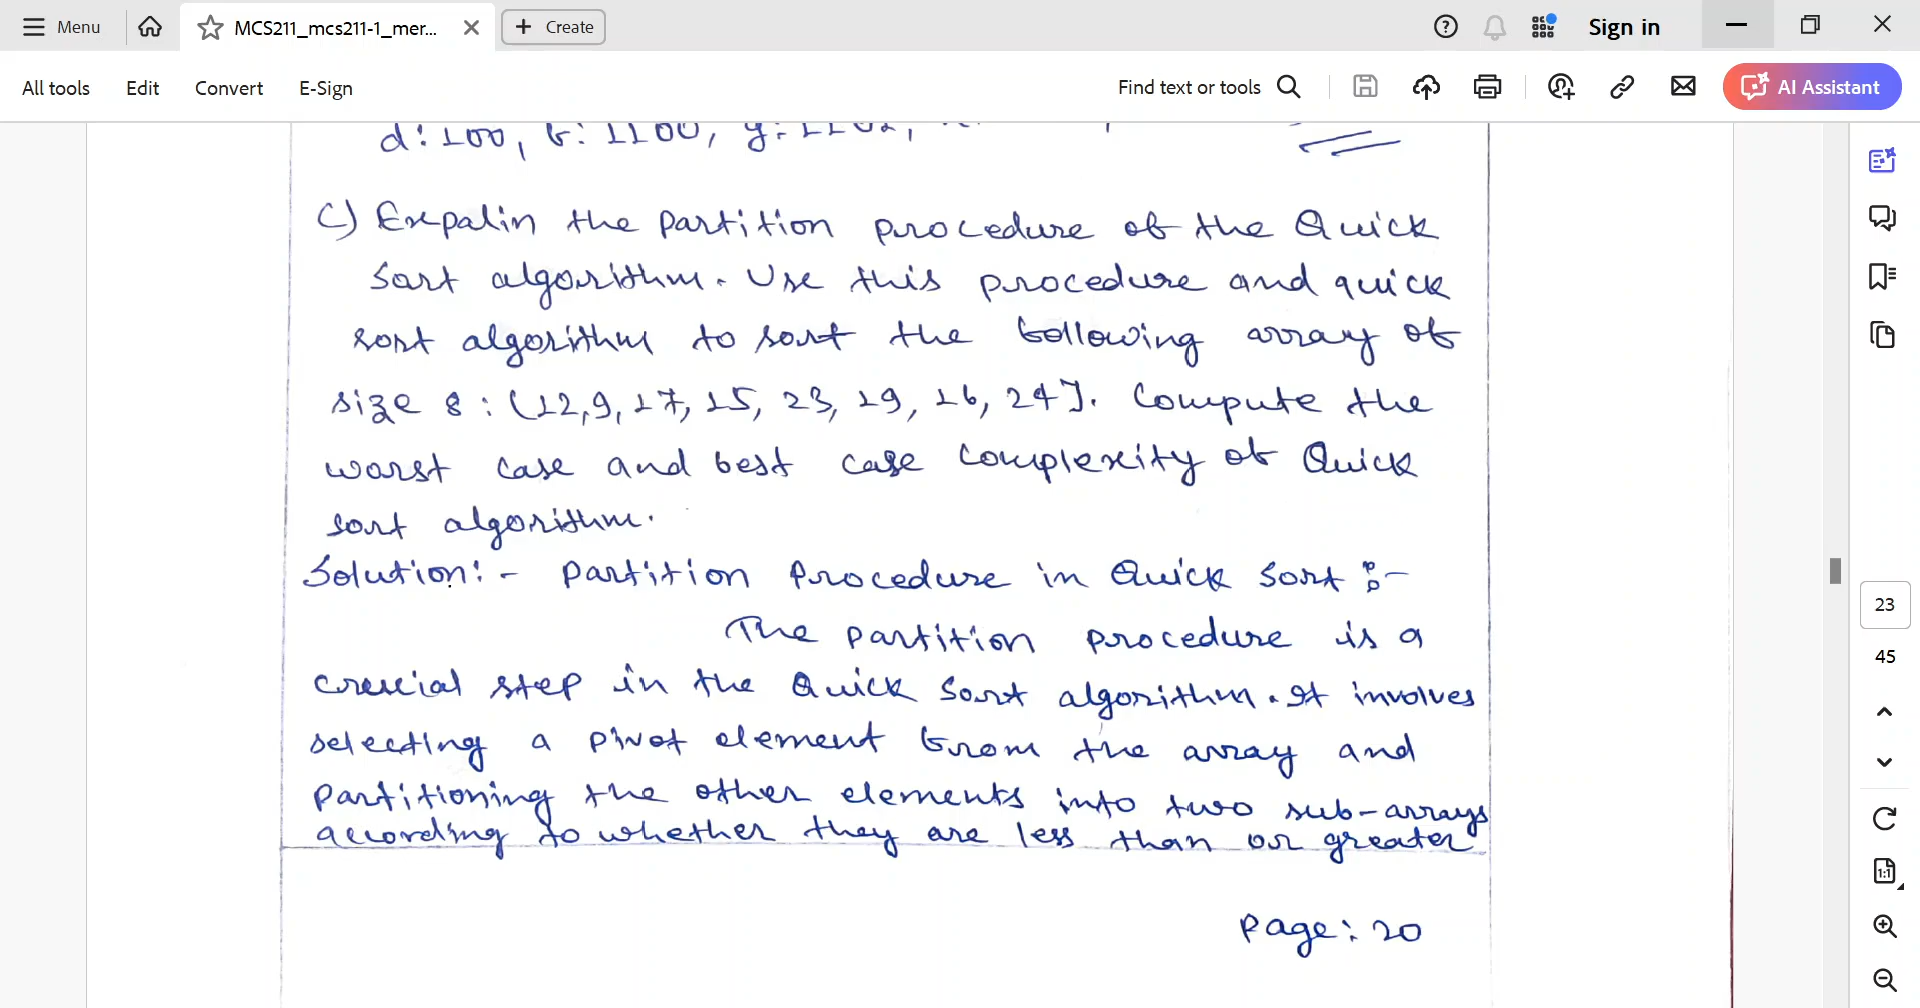 Menu
MCS211_mcs211-1_mer...
Create
Sign in
All tools Edit Convert E-Sign
Find text or tools
AI Assistant
d: 100, b: 1100, y:
C) Exepalin the Partition procedure of the Quick
Sort algorithm. Use this procedure and quick
sort algorithm to sort the following array of
size 8 : (12, 9, 17, 15, 23, 19, 16, 24]. Compute the
worst case and best case complexity of Quick
sort algorithm.
Solution:- Partition Procedure in Quick Sort :-
The partition procedure is a
crucial step in the Quick Sort algorithm. It involves
selecting a pivot element from the array and
Partitioning the other elements into two sub-arrays
according to whether they are less than or greater
Page: 20
23
45
1:1